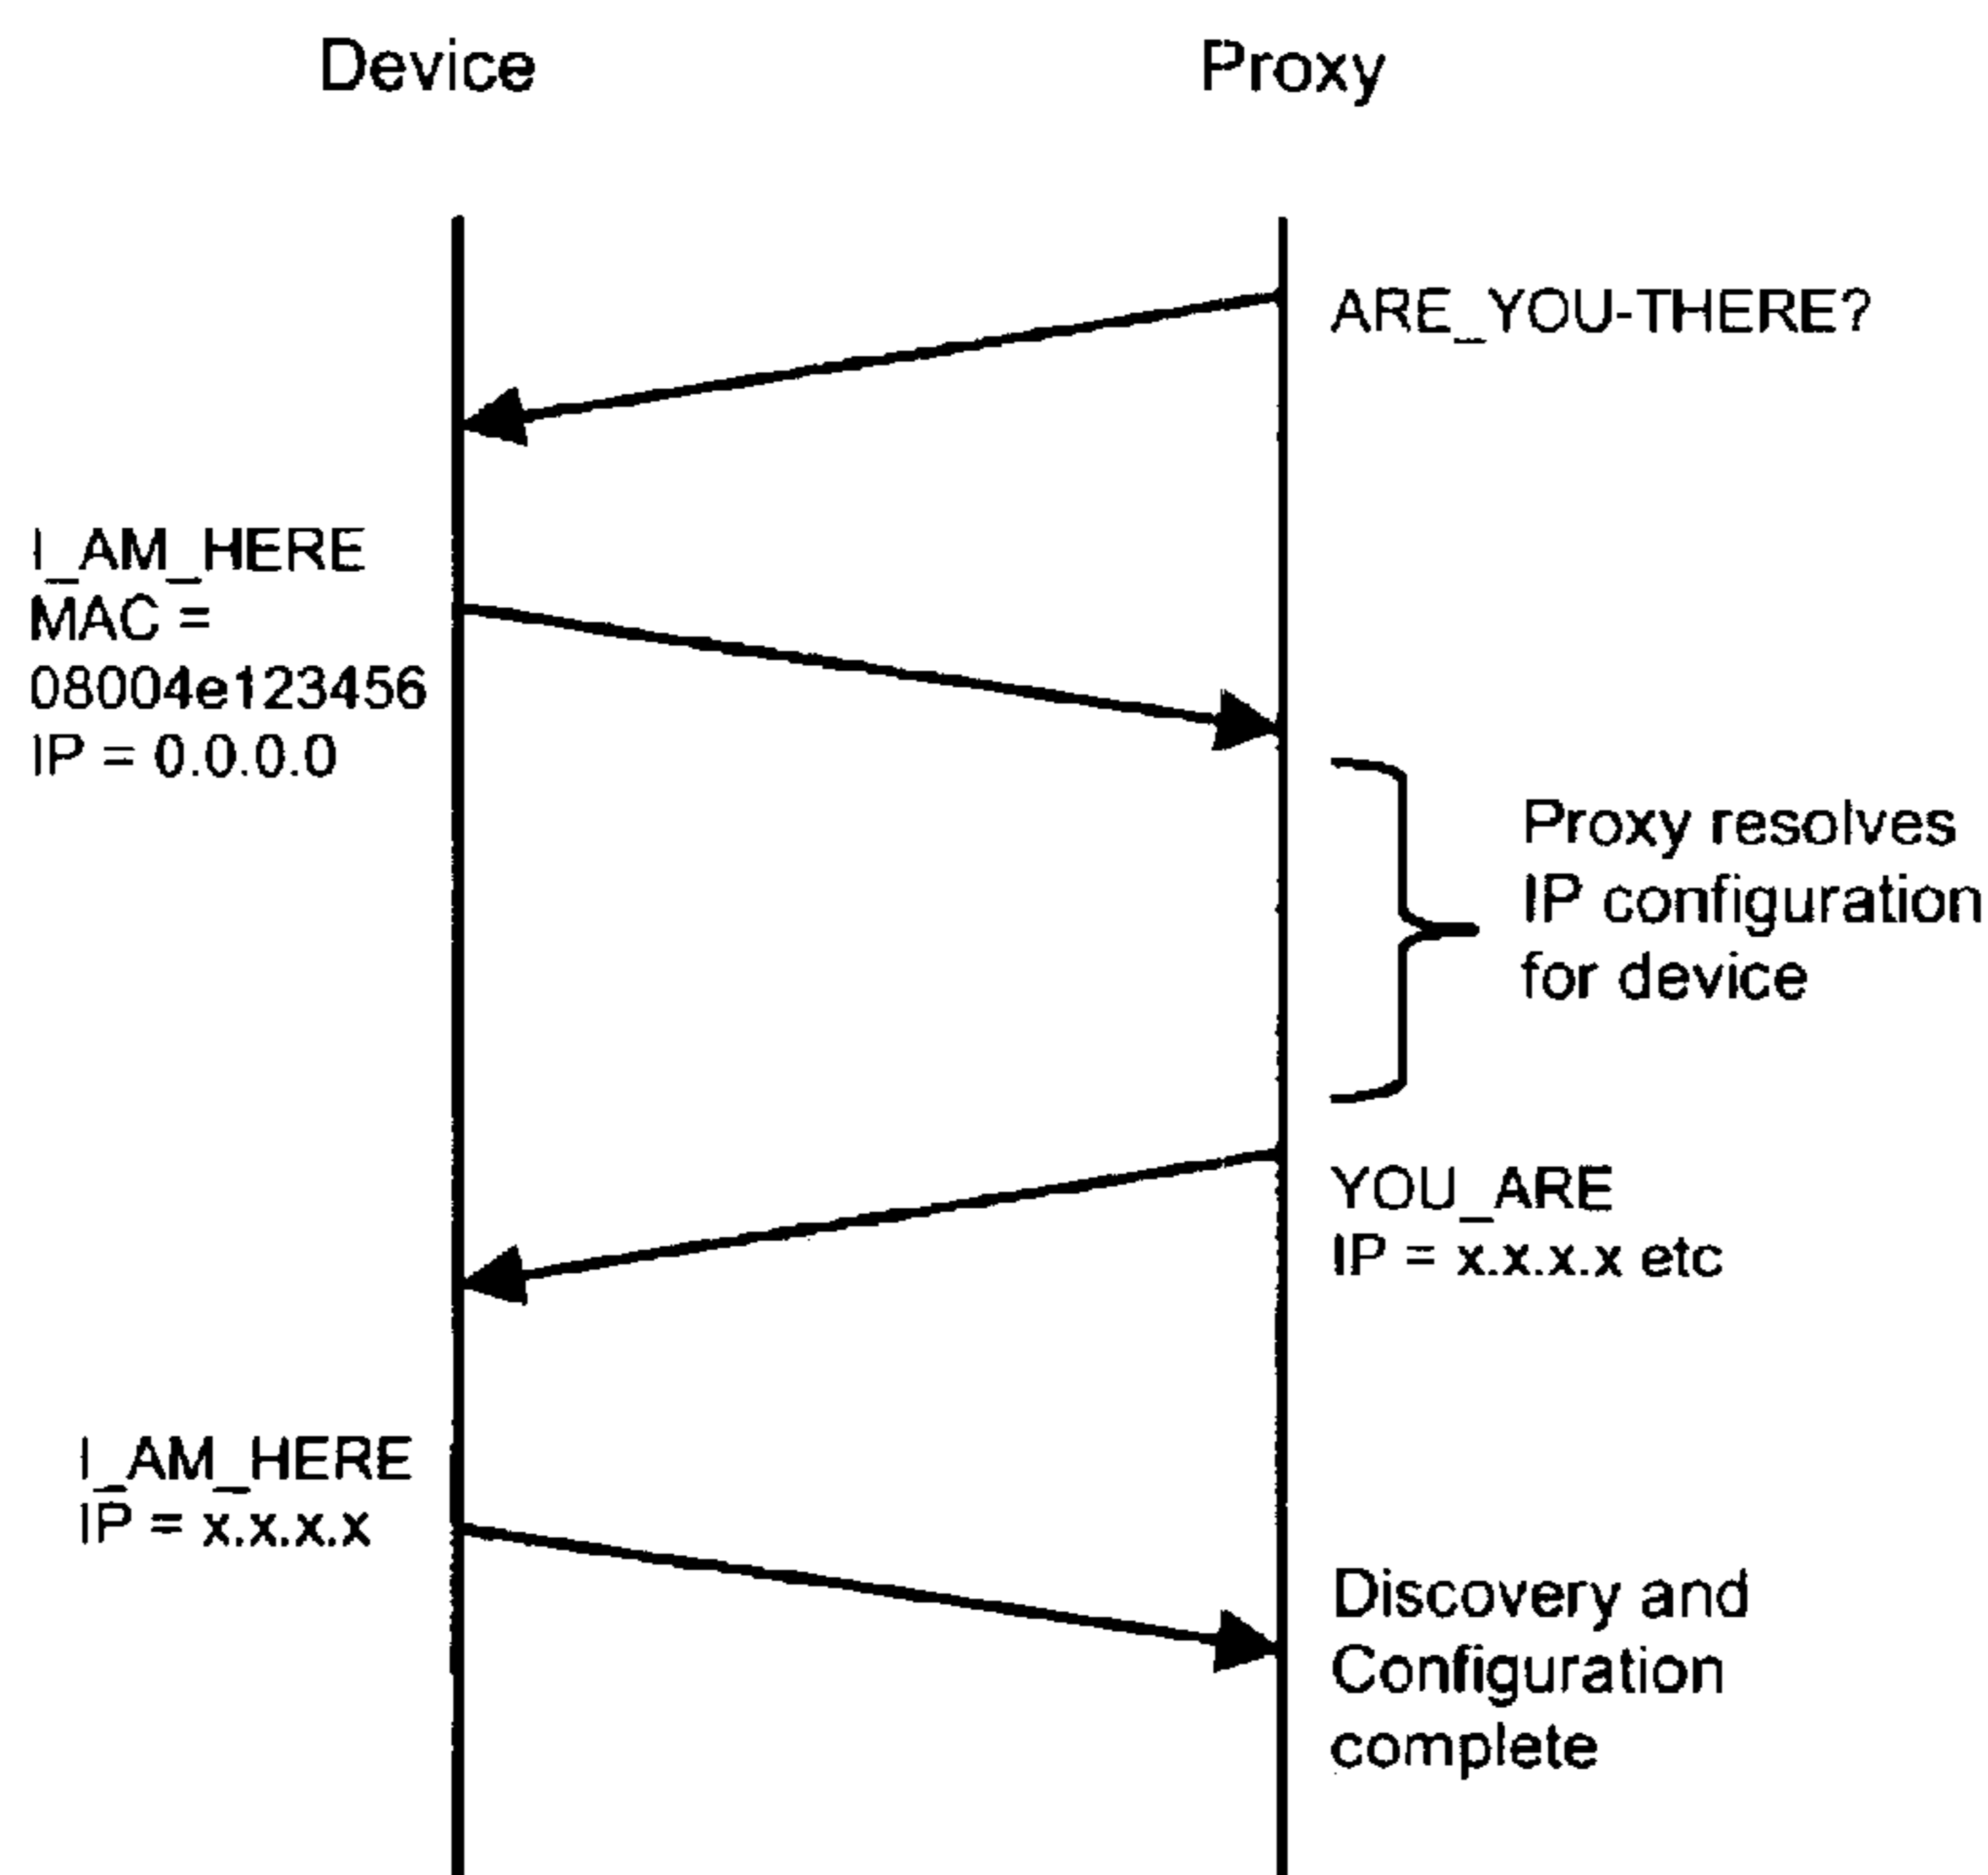 Device
Proxy
ARE_YOU-THERE?
I_AM_HERE
MAC =
08004e123456
IP = 0.0.0.0
Proxy resolves
IP configuration
for device
YOU_ARE
IP = x.x.x.x etc
I_AM_HERE
IP = x.x.x.x
Discovery and
Configuration
complete